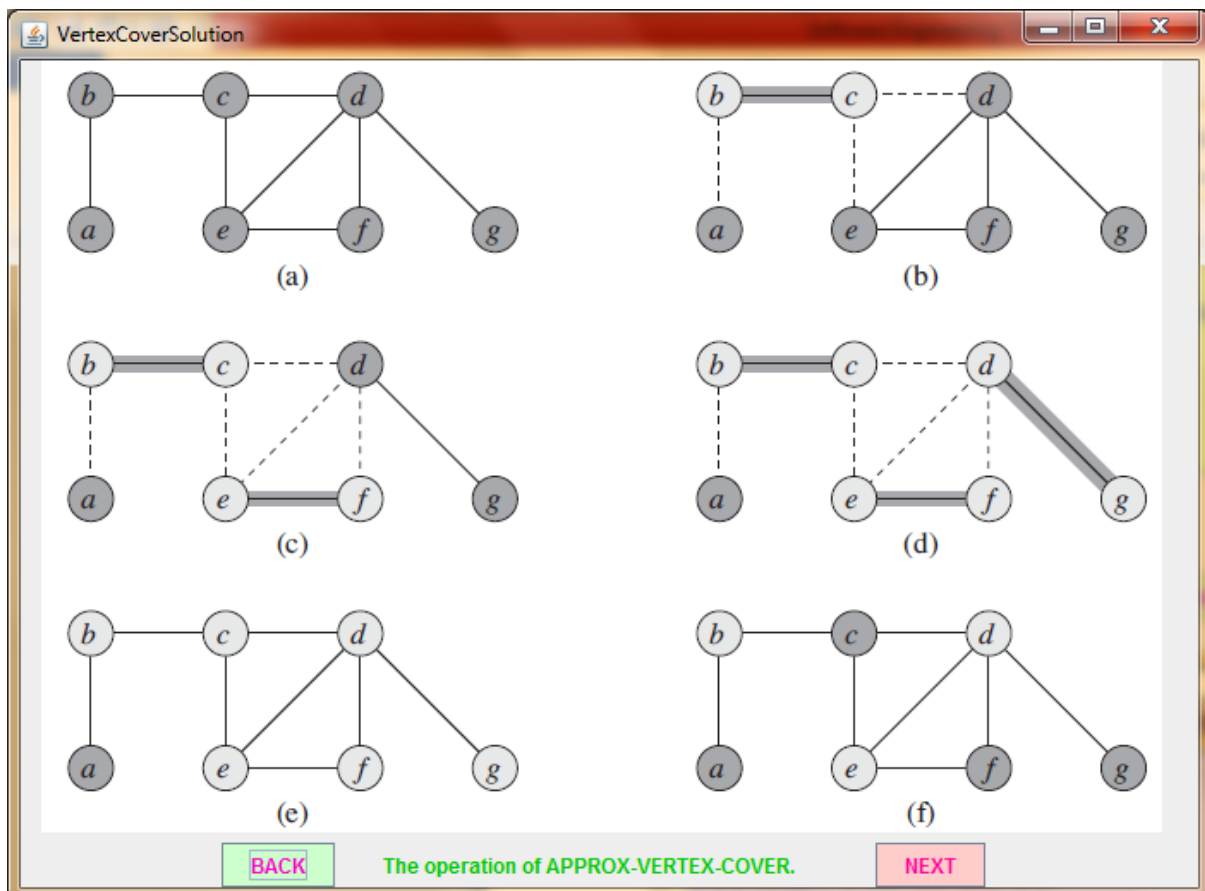 VertexCoverSolution
b c d
a e f g
(a)
b c d
a e f g
(b)
b c d
a e f g
(c)
b c d
a e f g
(d)
b c d
a e f g
(e)
b c d
a e f g
(f)
BACK
The operation of APPROX-VERTEX-COVER.
NEXT